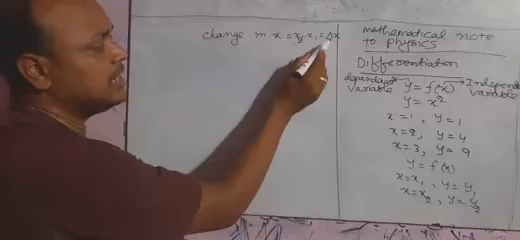 change in x = x₂-x₁ = Δx
mathematical note
to physics
Differentiation
dependent variable y = f(x) Independent variable
y = x²
x = 1, y = 1
x = 2, y = 4
x = 3, y = 9
y = f(x)
x = x₁, y = y₁
x = x₂, y = y₂